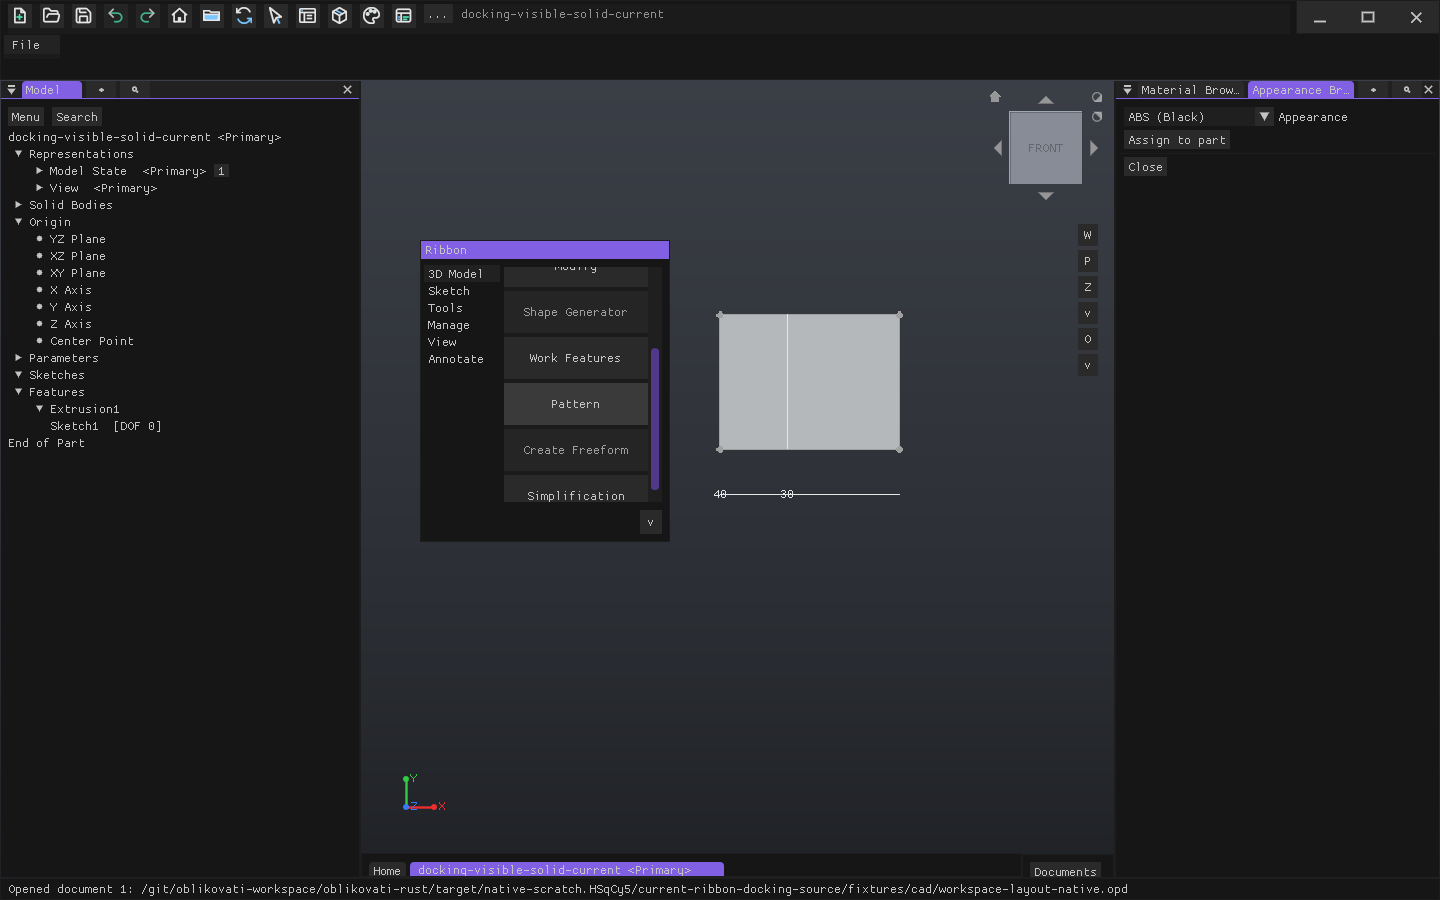 ... docking-visible-solid-current
File
Model
Menu Search
docking-visible-solid-current <Primary>
Representations
Model State <Primary> 1
View <Primary>
Solid Bodies
Origin
YZ Plane
XZ Plane
XY Plane
X Axis
Y Axis
Z Axis
Center Point
Parameters
Sketches
Features
Extrusion1
Sketch1 [DOF 0]
End of Part
Ribbon
3D Model
Sketch
Tools
Manage
View
Annotate
Modify
Shape Generator
Work Features
Pattern
Create Freeform
Simplification
v
FRONT
W
P
Z
v
O
v
40 30
Y
Z X
Material Brow… Appearance Br…
ABS (Black) Appearance
Assign to part
Close
Home docking-visible-solid-current <Primary> Documents
Opened document 1: /git/oblikovati-workspace/oblikovati-rust/target/native-scratch.HSqCy5/current-ribbon-docking-source/fixtures/cad/workspace-layout-native.opd